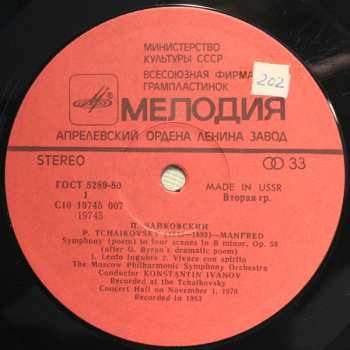 МИНИСТЕРСТВО
КУЛЬТУРЫ СССР
ВСЕСОЮЗНАЯ ФИРМА
ГРАМПЛАСТИНОК
202
МЕЛОДИЯ
АПРЕЛЕВСКИЙ ОРДЕНА ЛЕНИНА ЗАВОД
STEREO
33
ГОСТ 5289-80
I
С10 19745 007
19745
MADE IN USSR
Вторая гр.
П. ЧАЙКОВСКИЙ
P. TCHAIKOVSKY (1840—1893)—MANFRED
Symphony (poem) in four scenes in B minor, Op. 58
(after G. Byron's dramatic poem)
1. Lento lugubre 2. Vivace con spirito
The Moscow Philharmonic Symphony Orchestra
Conductor KONSTANTIN IVANOV
Recorded at the Tchaikovsky
Concert Hall on November 1, 1976
Recorded in 1983